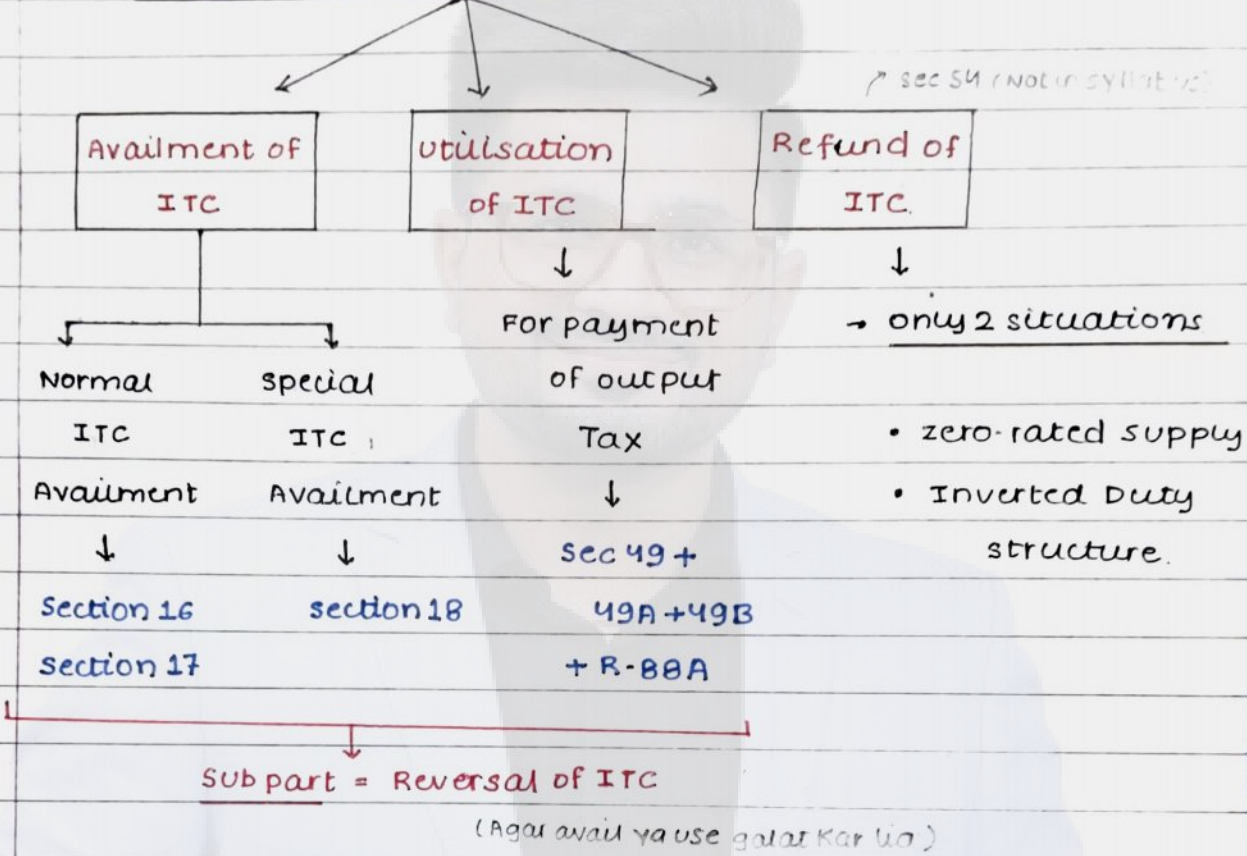 sec 54 (Not in syllabus)
Availment of
ITC
utilisation
of ITC
Refund of
ITC.
For payment
of output
Tax
→ only 2 situations
Normal
ITC
Availment
special
ITC
Availment
• zero-rated supply
• Inverted Duty
structure.
Section 16
Section 17
section 18
sec 49 +
49A + 49B
+ R-88A
Sub part = Reversal of ITC
(Agar avail ya use galat kar lia)